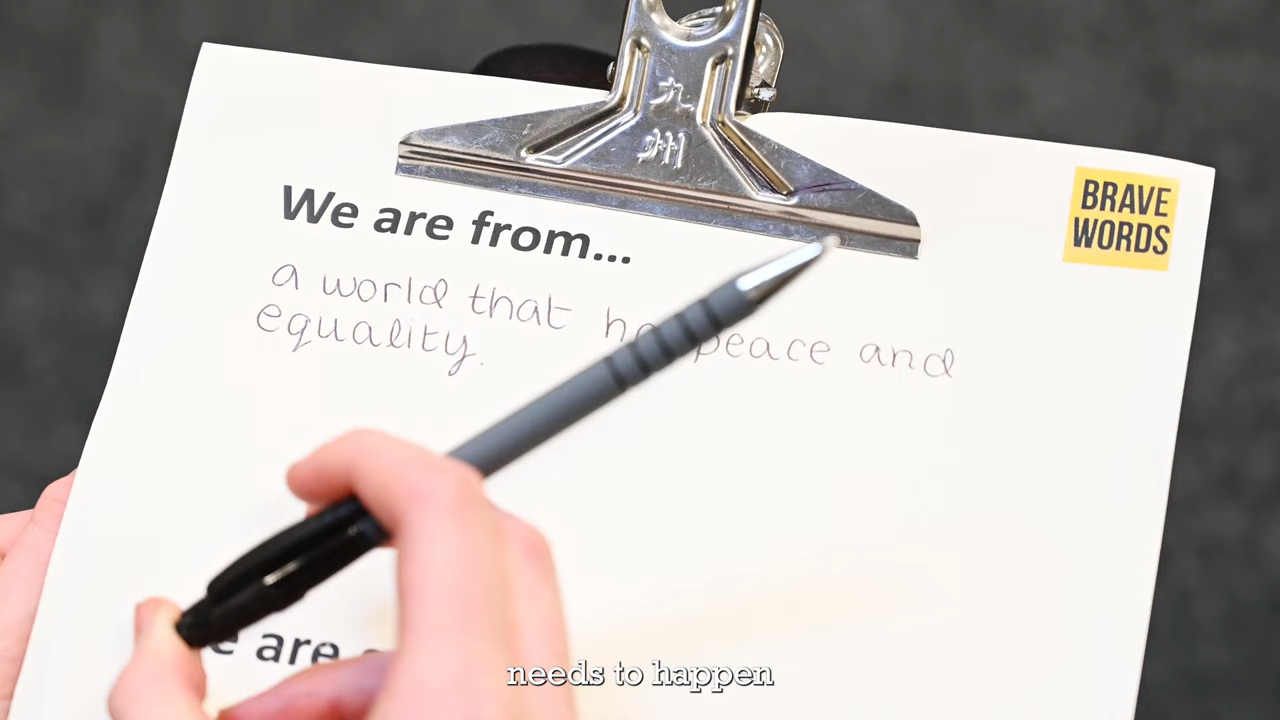 九
州
BRAVE
WORDS
We are from...
a world that peace and
equality.
are
needs to happen